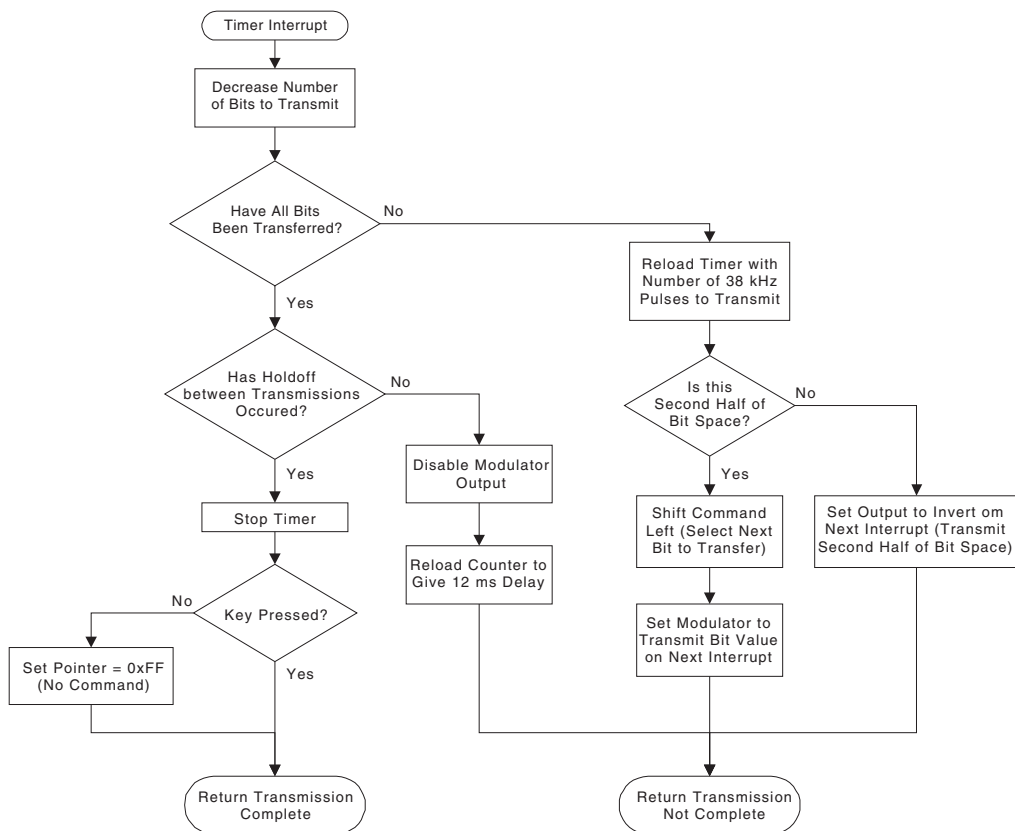 Timer Interrupt
Decrease Number
of Bits to Transmit
Have All Bits
Been Transferred?
No
Yes
Reload Timer with
Number of 38 kHz
Pulses to Transmit
Has Holdoff
between Transmissions
Occured?
No
Yes
Is this
Second Half of
Bit Space?
No
Yes
Disable Modulator
Output
Stop Timer
Shift Command
Left (Select Next
Bit to Transfer)
Set Output to Invert om
Next Interrupt (Transmit
Second Half of Bit Space)
Reload Counter to
Give 12 ms Delay
Key Pressed?
No
Yes
Set Modulator to
Transmit Bit Value
on Next Interrupt
Set Pointer = 0xFF
(No Command)
Return Transmission
Complete
Return Transmission
Not Complete